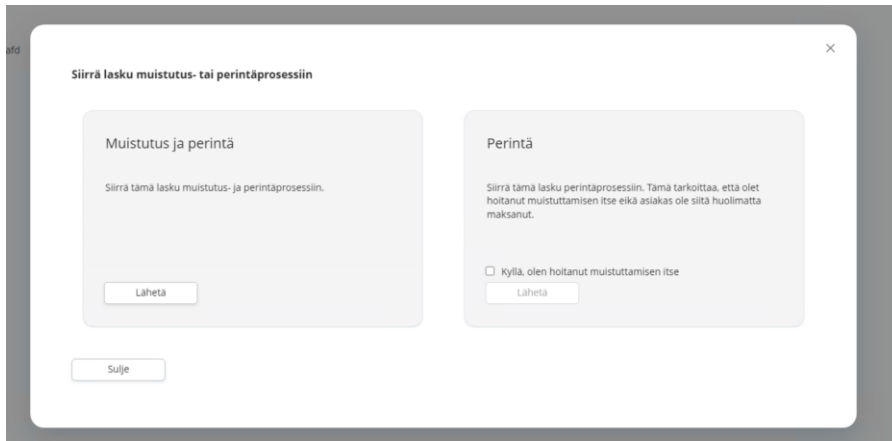 afd
Siirrä lasku muistutus- tai perintäprosessiin
Muistutus ja perintä
Siirrä tämä lasku muistutus- ja perintäprosessiin.
Lähetä
Perintä
Siirrä tämä lasku perintäprosessiin. Tämä tarkoittaa, että olet
hoitanut muistuttamisen itse eikä asiakas ole siitä huolimatta
maksanut.
Kyllä, olen hoitanut muistuttamisen itse
Lähetä
Sulje